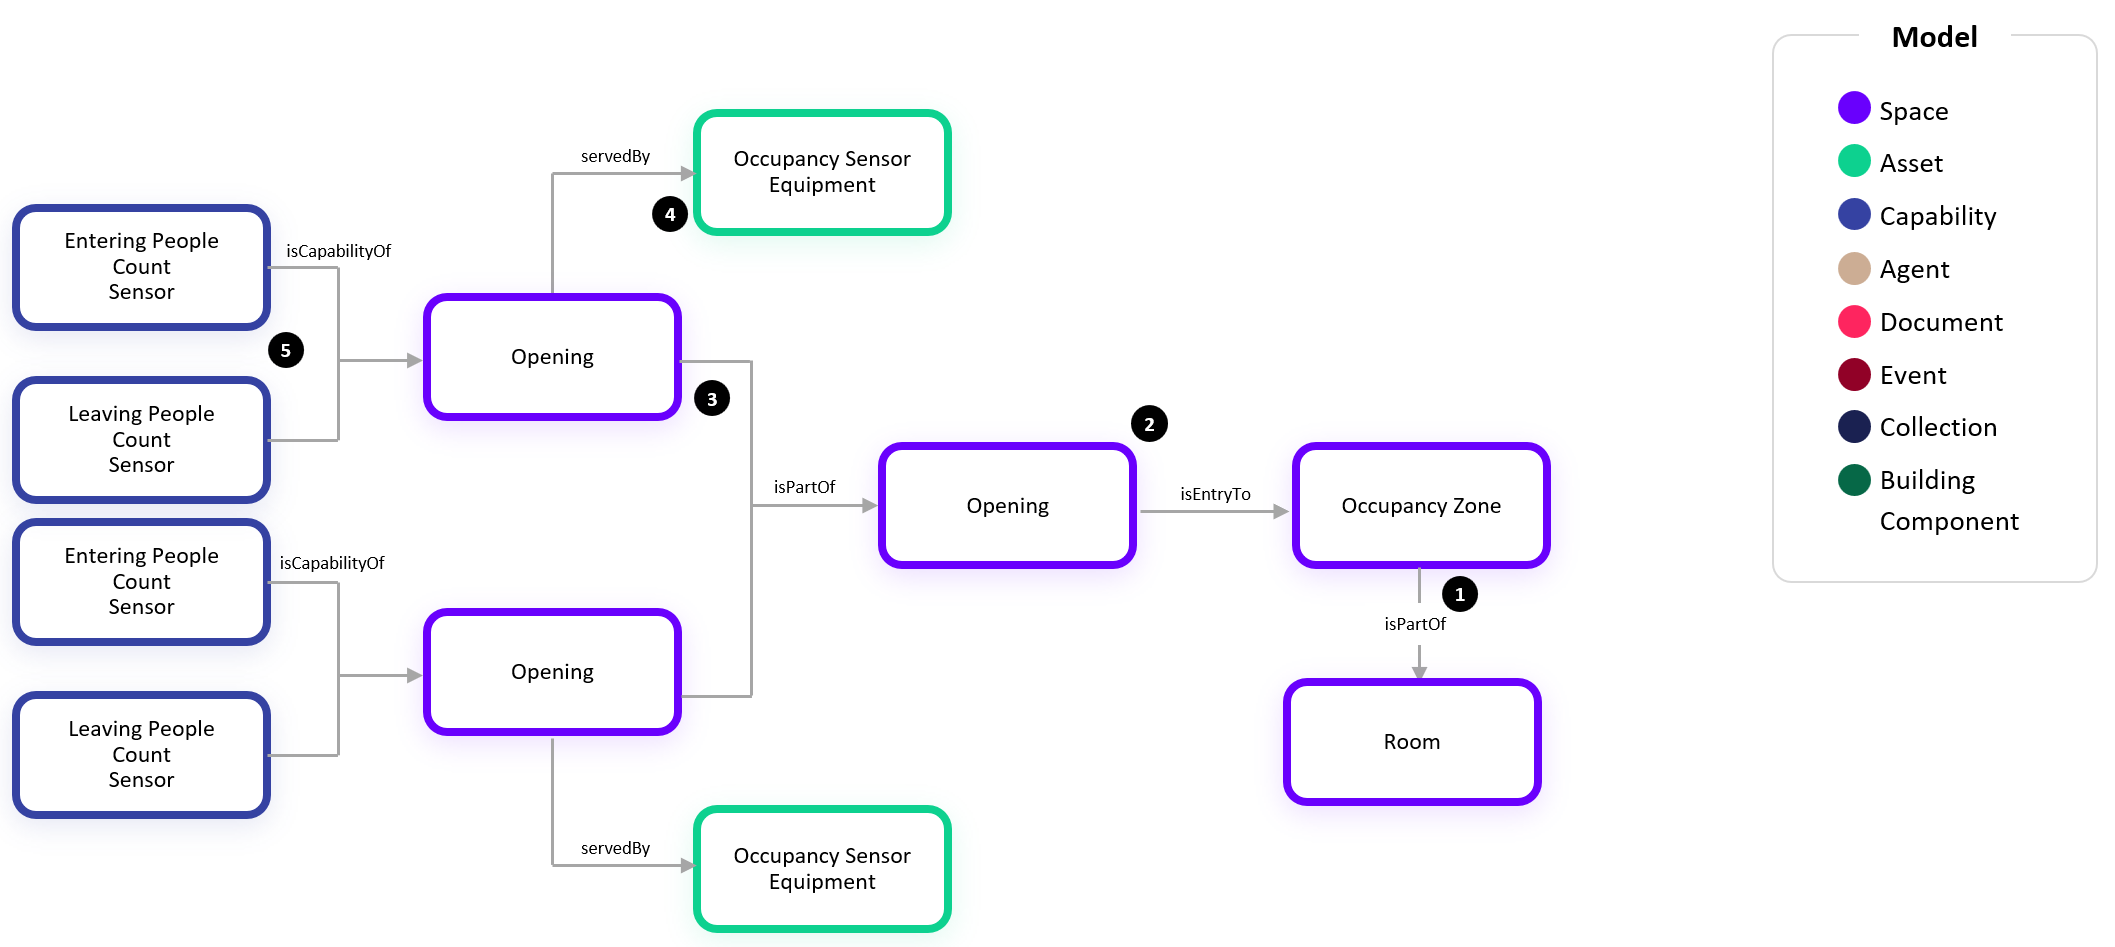 Model
Space
Asset
Capability
Agent
Document
Event
Collection
Building
Component
servedBy
Occupancy Sensor
Equipment
4
Entering People
Count
Sensor
isCapabilityOf
5
Leaving People
Count
Sensor
Opening
3
Entering People
Count
Sensor
isCapabilityOf
Leaving People
Count
Sensor
Opening
servedBy
Occupancy Sensor
Equipment
isPartOf
Opening
2
isEntryTo
Occupancy Zone
1
isPartOf
Room